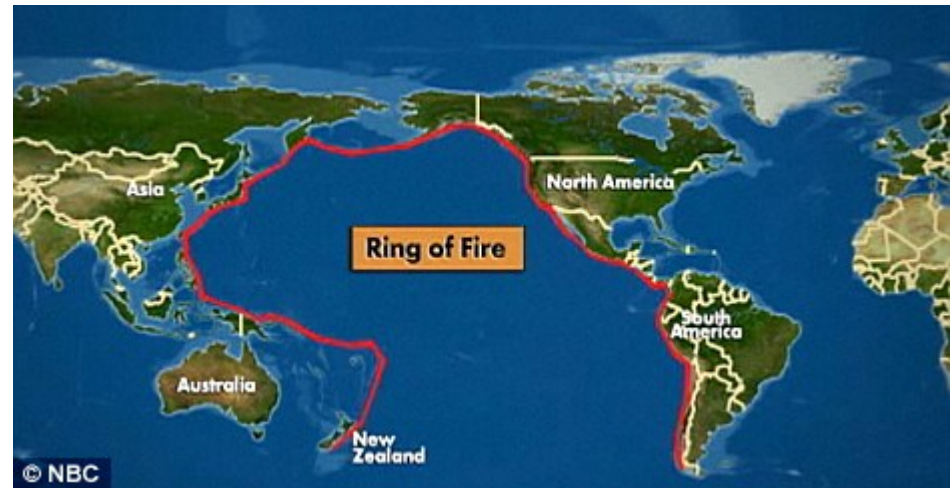 Asia
North America
Ring of Fire
South
America
Australia
New
Zealand
© NBC